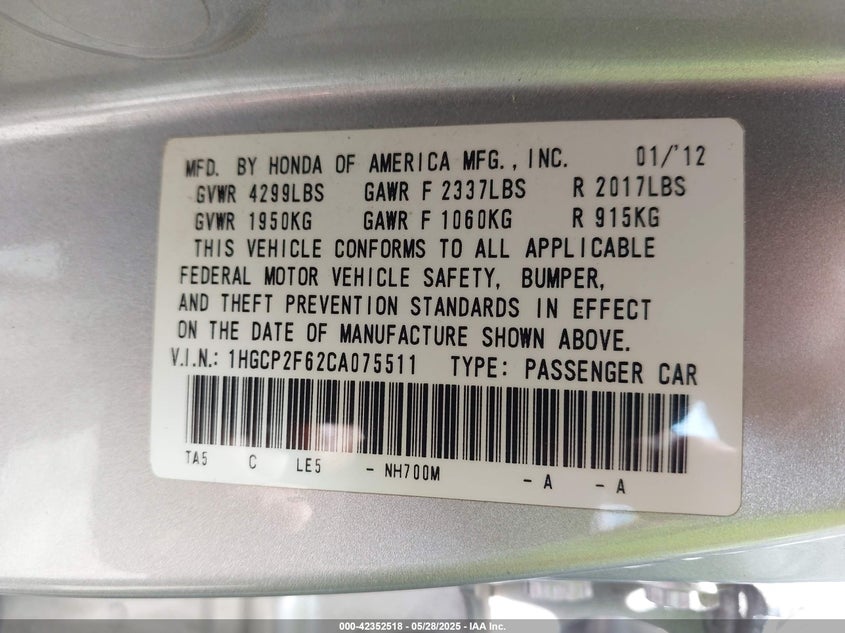 MFD. BY HONDA OF AMERICA MFG., INC. 01/'12
GVWR 4299LBS GAWR F 2337LBS R 2017LBS
GVWR 1950KG GAWR F 1060KG R 915KG
THIS VEHICLE CONFORMS TO ALL APPLICABLE
FEDERAL MOTOR VEHICLE SAFETY, BUMPER,
AND THEFT PREVENTION STANDARDS IN EFFECT
ON THE DATE OF MANUFACTURE SHOWN ABOVE.
V.I.N.: 1HGCP2F62CA075511 TYPE: PASSENGER CAR
TA5 C LE5 - NH700M - A - A
000-42352518 - 05/28/2025 - IAA Inc.